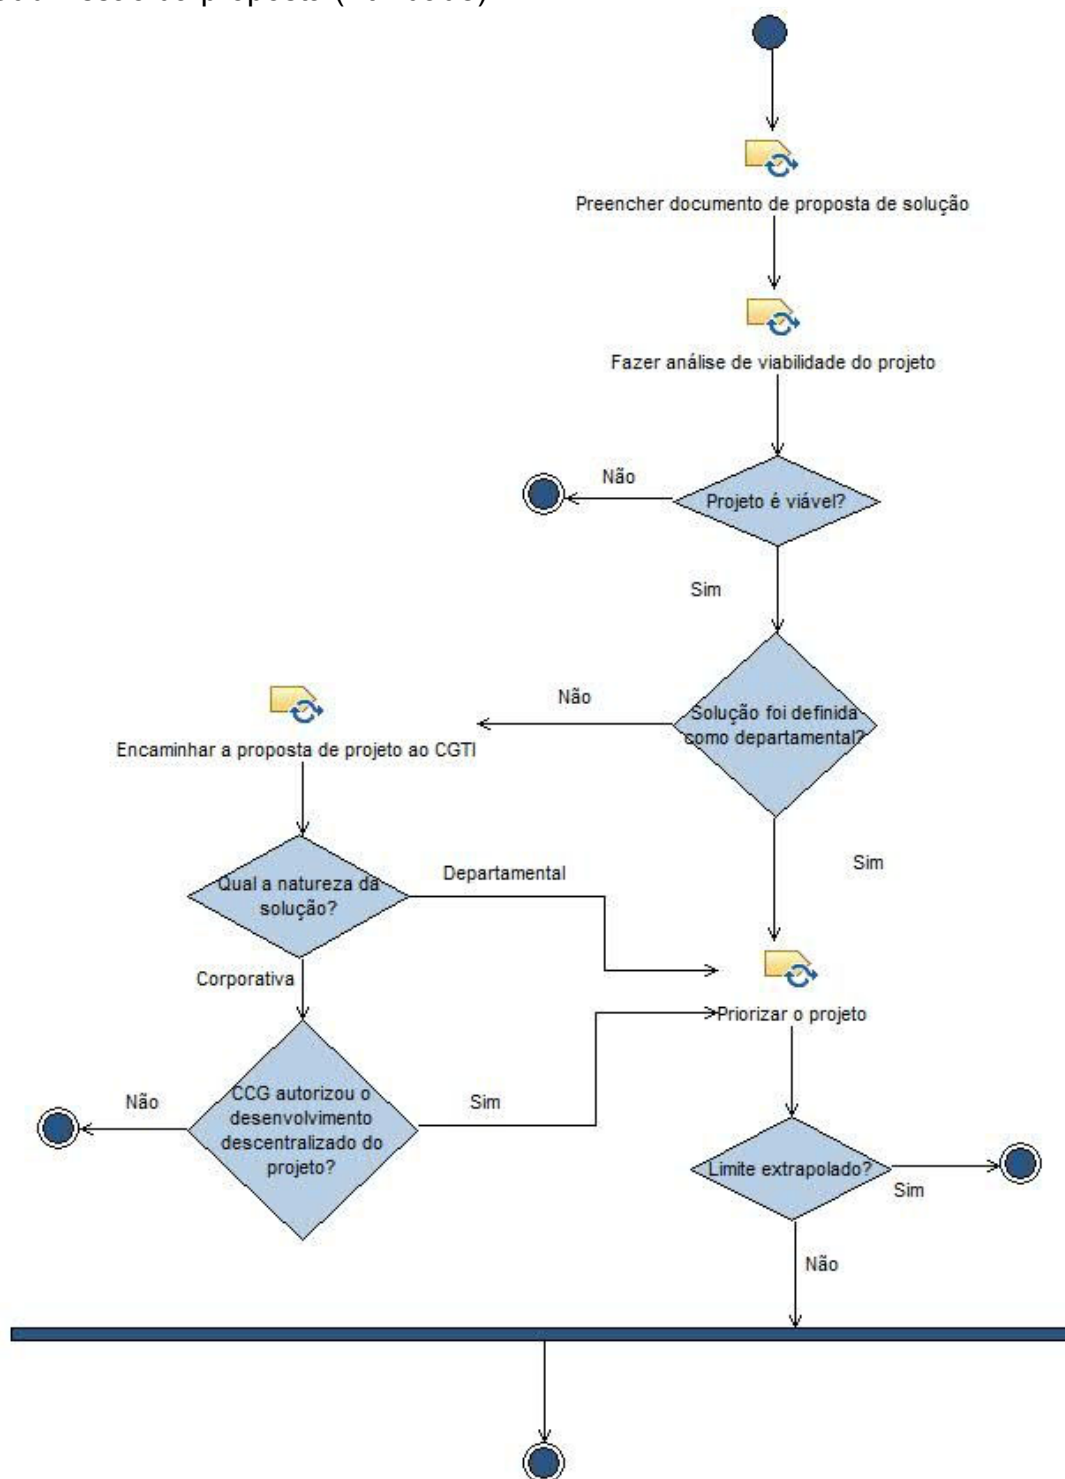 Preencher documento de proposta de solução
Fazer análise de viabilidade do projeto
Não
Projeto é viável?
Sim
Não
Solução foi definida
como departamental?
Encaminhar a proposta de projeto ao CGTI
Sim
Qual a natureza da
solução?
Departamental
Corporativa
Priorizar o projeto
CCG autorizou o
desenvolvimento
descentralizado do
projeto?
Não
Sim
Limite extrapolado?
Sim
Não